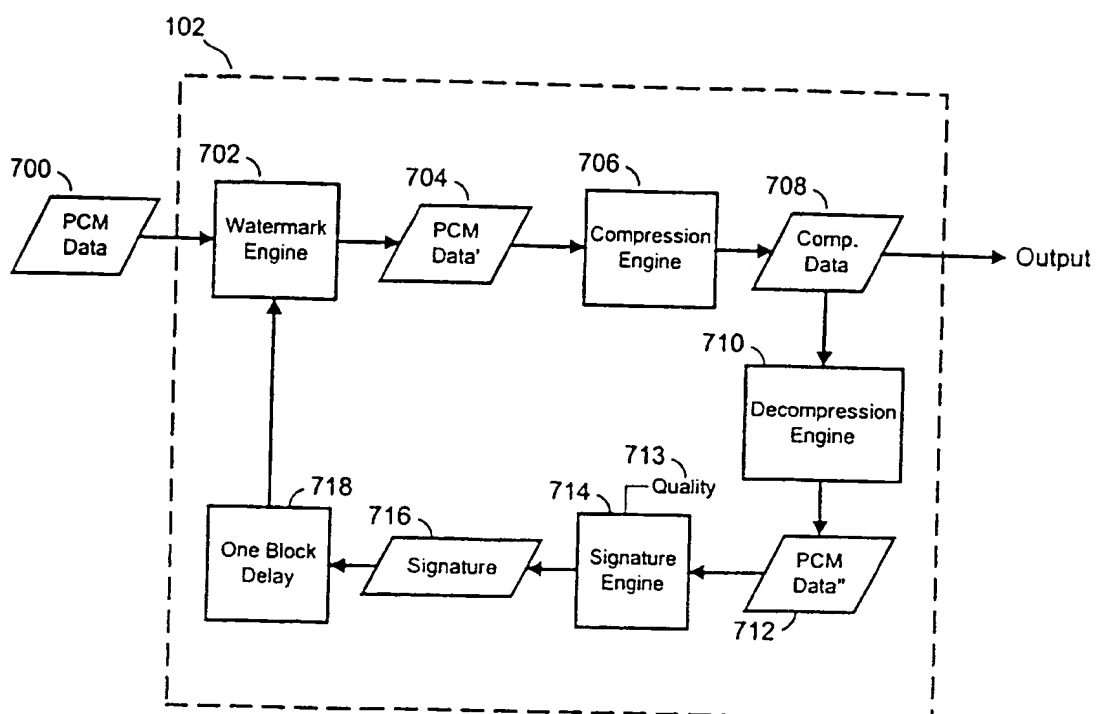 102
700
PCM
Data
702
Watermark
Engine
704
PCM
Data'
706
Compression
Engine
708
Comp.
Data
Output
710
Decompression
Engine
713
Quality
714
Signature
Engine
PCM
Data"
712
716
Signature
718
One Block
Delay